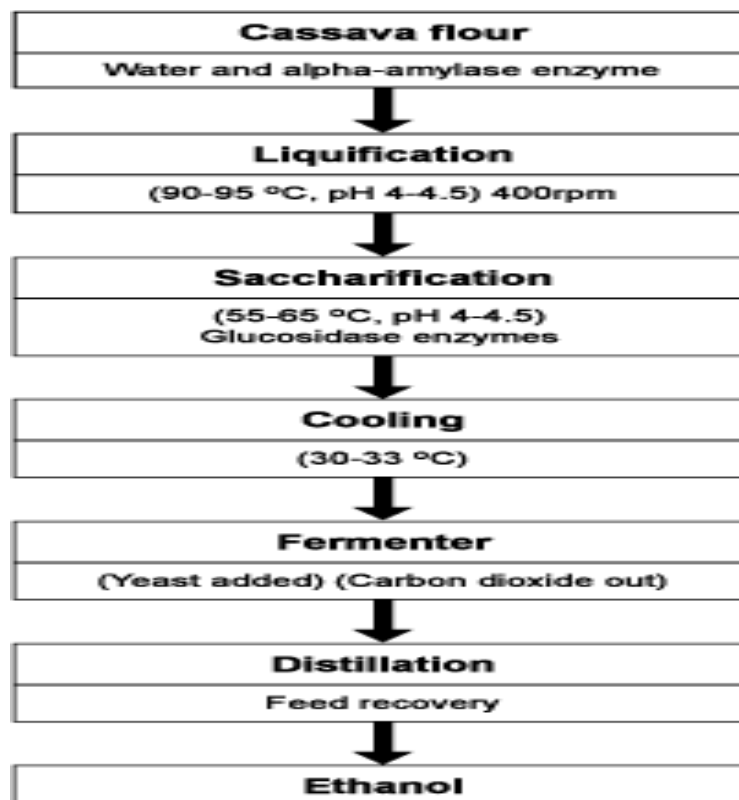 Cassava flour
Water and alpha-amylase enzyme
Liquification
(90-95 ºC, pH 4-4.5) 400rpm
Saccharification
(55-65 ºC, pH 4-4.5)
Glucosidase enzymes
Cooling
(30-33 ºC)
Fermenter
(Yeast added) (Carbon dioxide out)
Distillation
Feed recovery
Ethanol